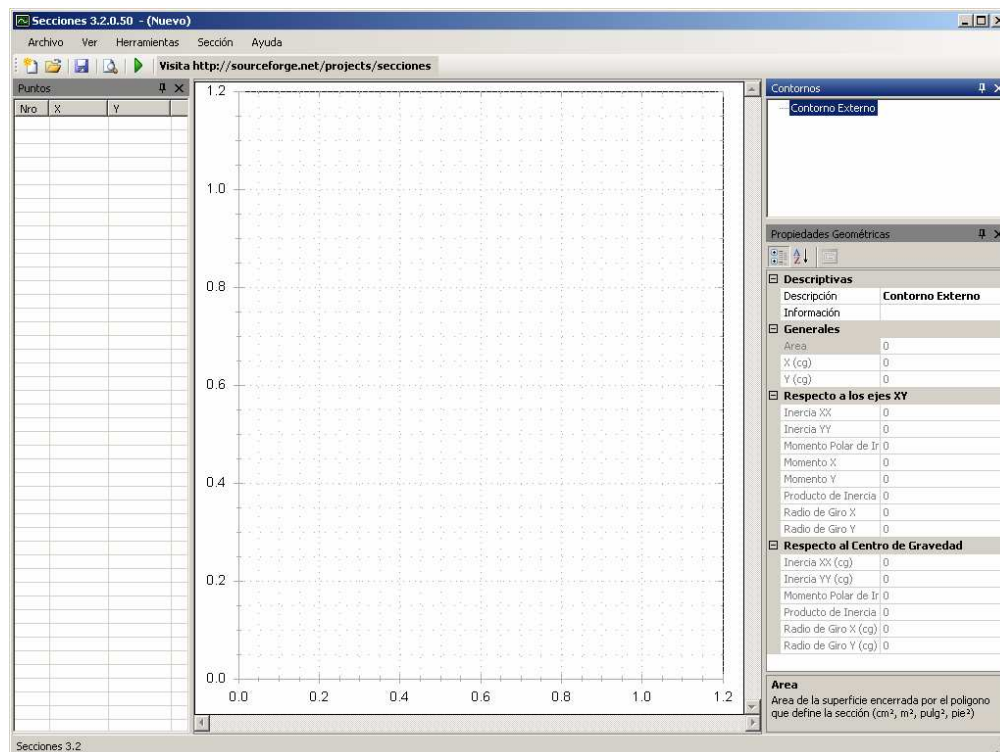 Secciones 3.2.0.50 - (Nuevo)
Archivo Ver Herramientas Sección Ayuda
Visita http://sourceforge.net/projects/secciones
Puntos
Nro X Y
1.2
1.0
0.8
0.6
0.4
0.2
0.0
0.0 0.2 0.4 0.6 0.8 1.0 1.2
Contornos
Contorno Externo
Propiedades Geométricas
Descriptivas
Descripción Contorno Externo
Información
Generales
Area 0
X (cg) 0
Y (cg) 0
Respecto a los ejes XY
Inercia XX 0
Inercia YY 0
Momento Polar de Ir 0
Momento X 0
Momento Y 0
Producto de Inercia 0
Radio de Giro X 0
Radio de Giro Y 0
Respecto al Centro de Gravedad
Inercia XX (cg) 0
Inercia YY (cg) 0
Momento Polar de Ir 0
Producto de Inercia 0
Radio de Giro X (cg) 0
Radio de Giro Y (cg) 0
Area
Area de la superficie encerrada por el poligono
que define la sección (cm², m², pulg², pie²)
Secciones 3.2